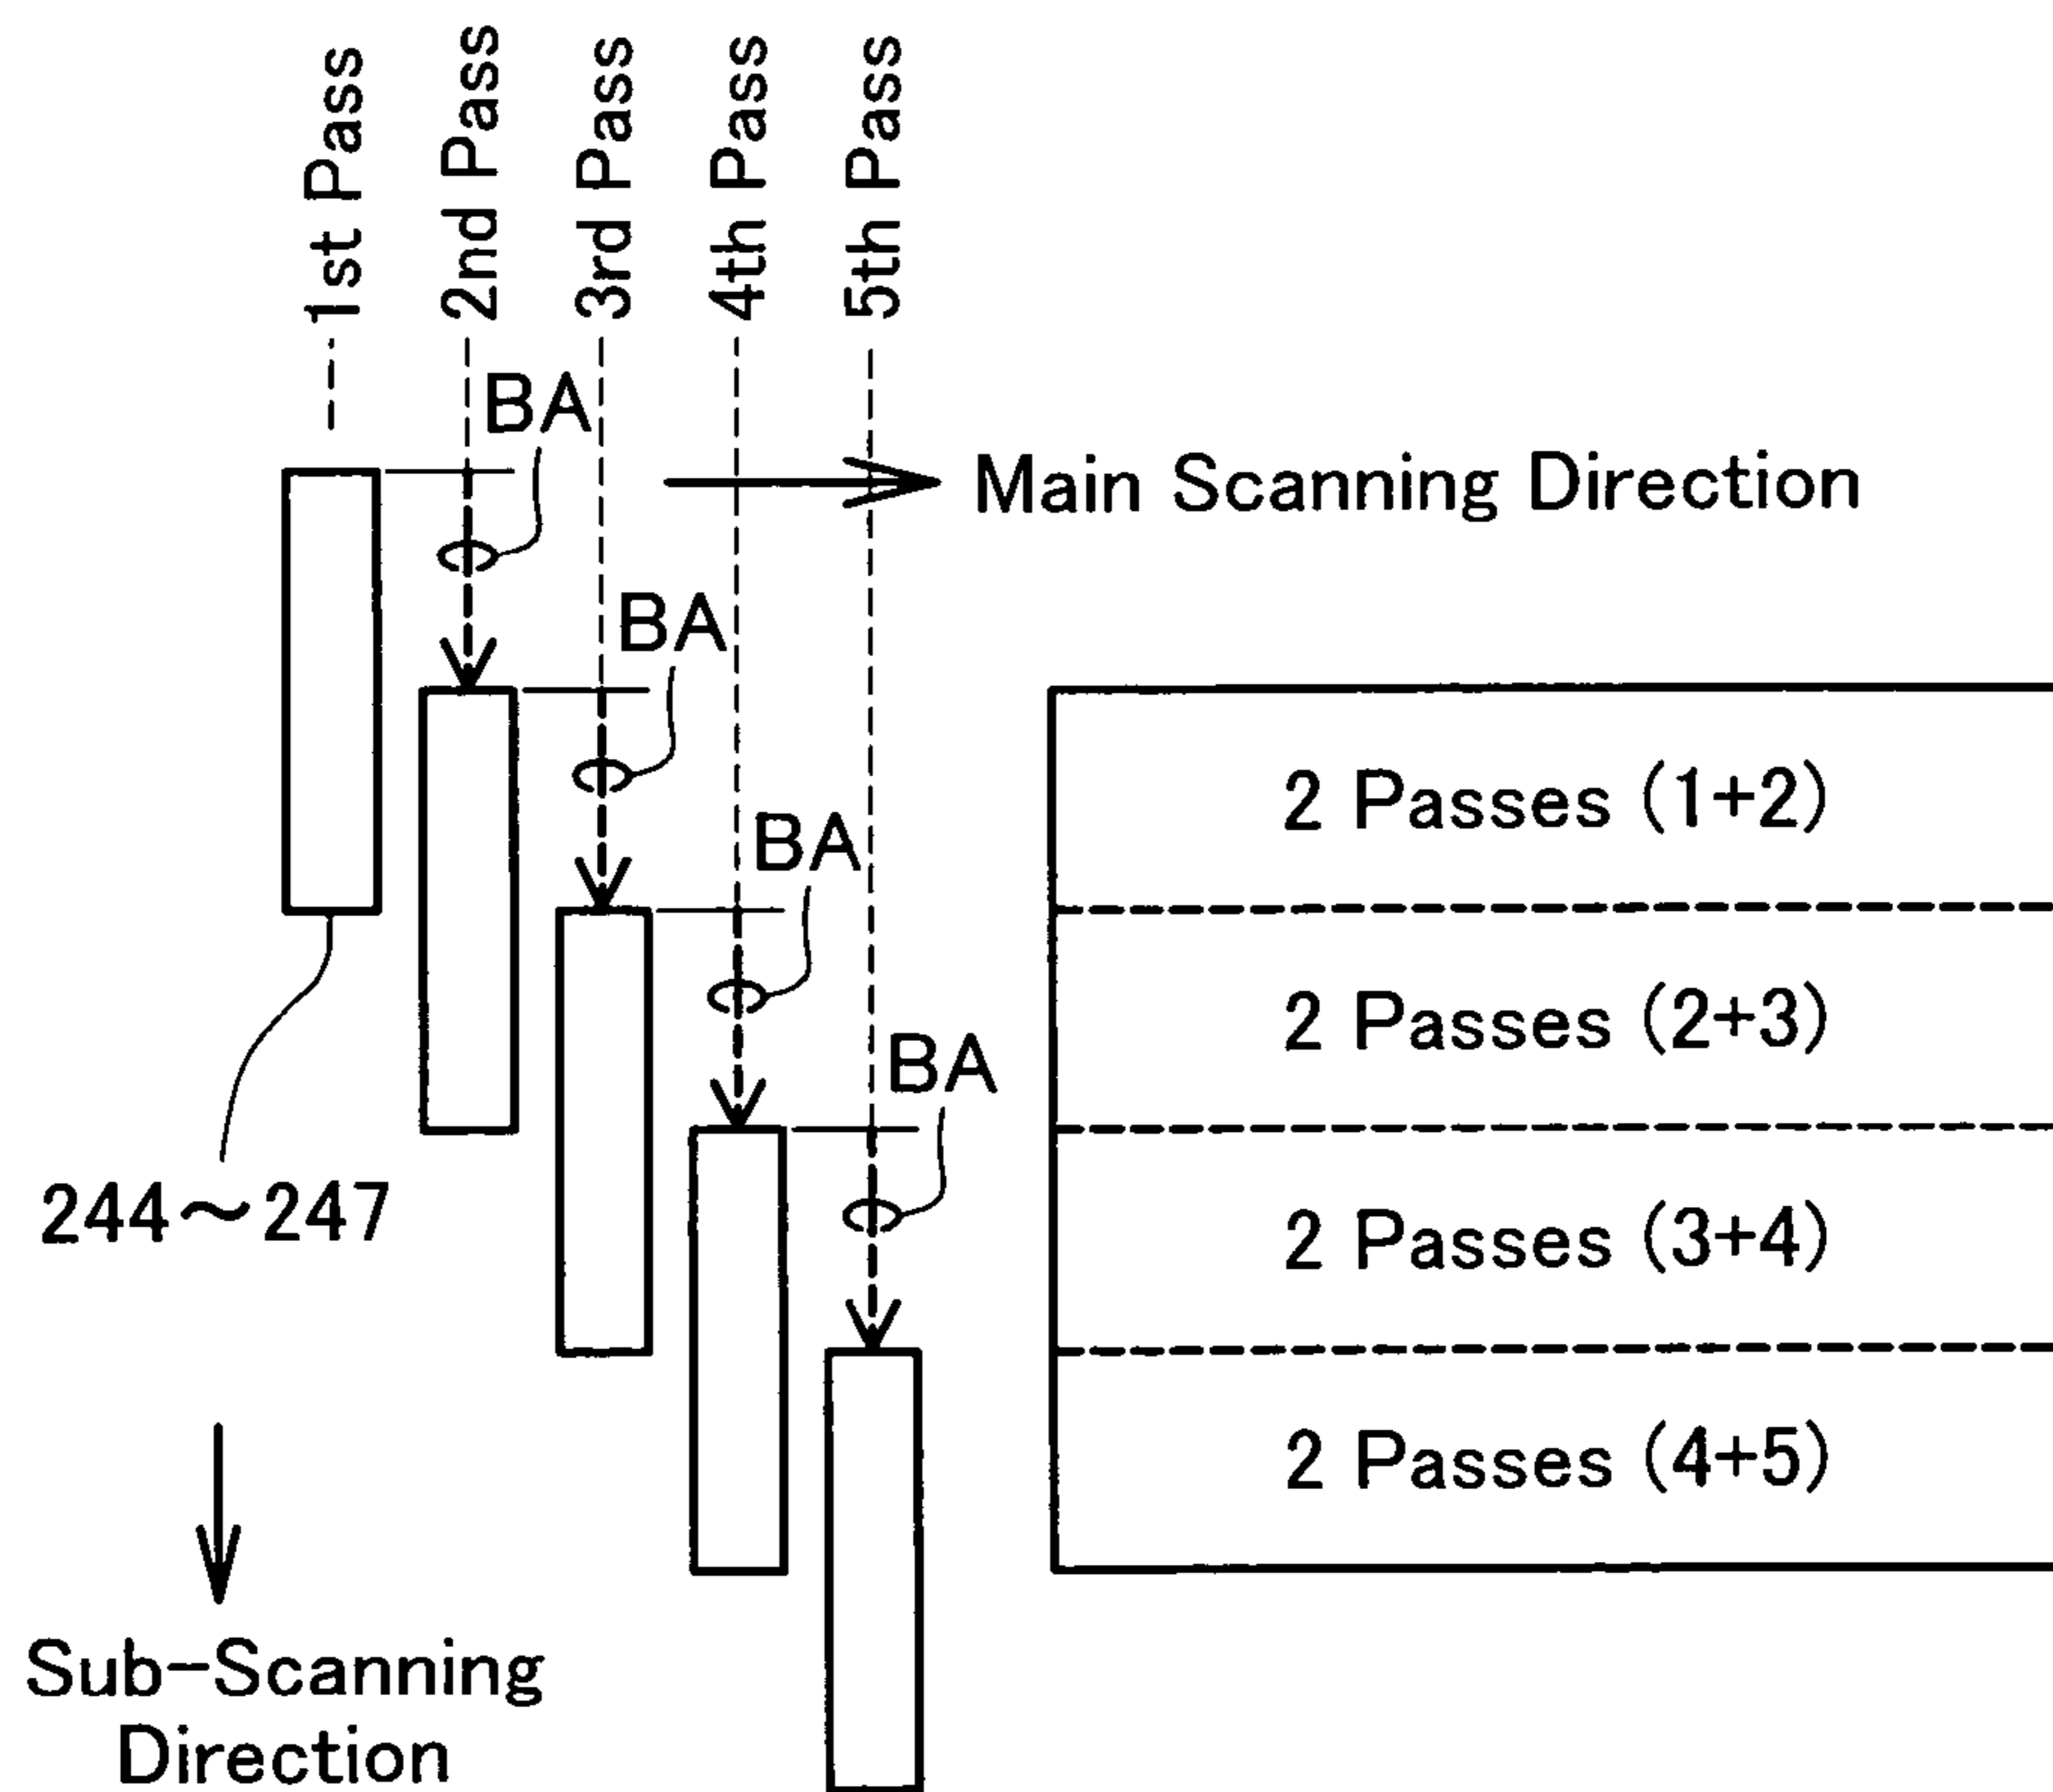 1st Pass
2nd Pass
3rd Pass
4th Pass
5th Pass
BA
Main Scanning Direction
BA
2 Passes (1+2)
BA
2 Passes (2+3)
BA
244～247
2 Passes (3+4)
2 Passes (4+5)
Sub-Scanning
Direction